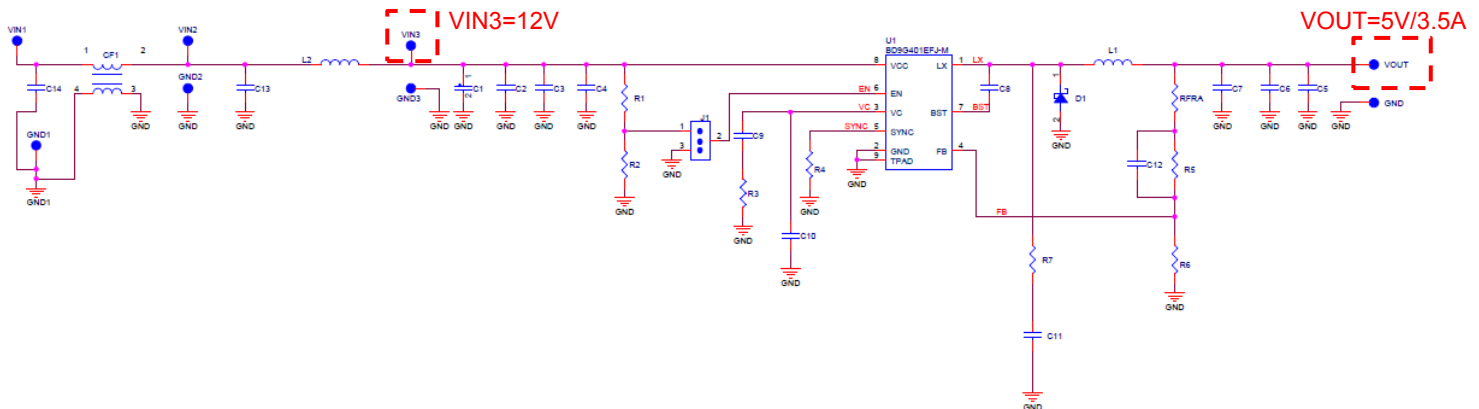 VIN3=12V
VOUT=5V/3.5A
VIN1
1
CF1
2
VIN2
GND2
L2
VIN3
GND3
U1
BD9G401EFJ-M
8
VCC
LX
1
LX
L1
VOUT
GND
C14
4
3
GND
GND
C13
GND
GND
1
2
C1
C2
C3
C4
GND
GND
GND
GND
R1
EN
6
EN
VC
3
VC
BST
7
BST
C8
1
D1
2
GND
RFRA
C7
C6
C5
GND
GND
GND
GND
GND1
GND1
J1
1
2
3
GND
C9
SYNC
5
SYNC
2
GND
9
TPAD
FB
4
GND
R2
GND
R3
GND
R4
GND
C12
R5
FB
C10
GND
R7
R6
GND
C11
GND